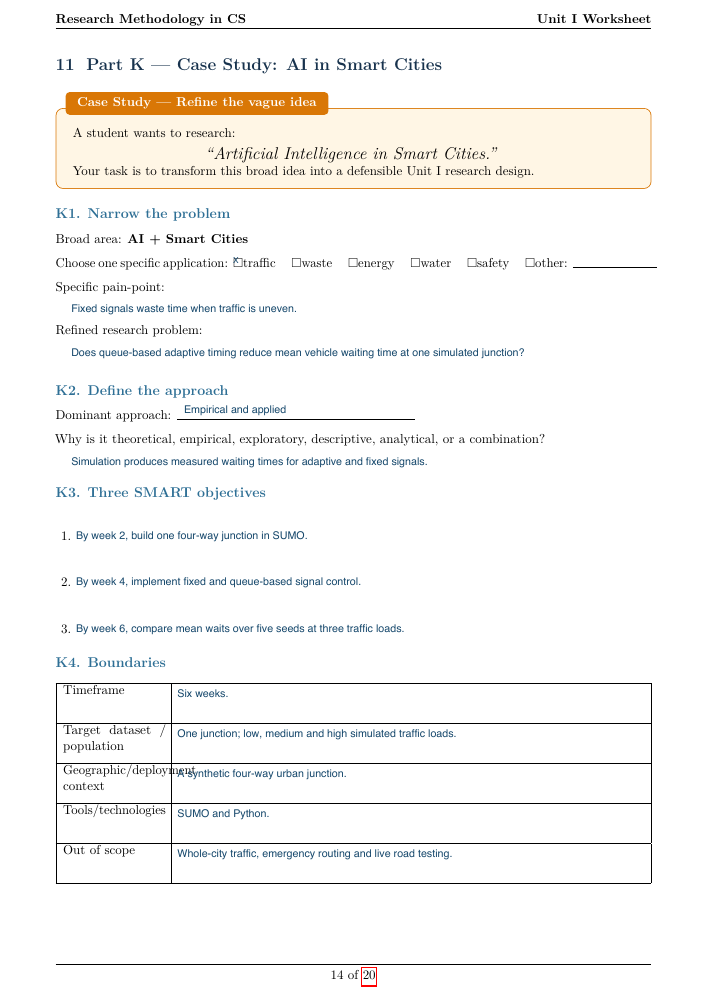 Research Methodology in CS Unit I Worksheet
11 Part K — Case Study: AI in Smart Cities
Case Study — Refine the vague idea
A student wants to research:
“Artificial Intelligence in Smart Cities.”
Your task is to transform this broad idea into a defensible Unit I research design.
K1. Narrow the problem
Broad area: AI + Smart Cities
Choose one specific application: ☒traffic ☐waste ☐energy ☐water ☐safety ☐other:
Specific pain-point:
Fixed signals waste time when traffic is uneven.
Refined research problem:
Does queue-based adaptive timing reduce mean vehicle waiting time at one simulated junction?
K2. Define the approach
Dominant approach: Empirical and applied
Why is it theoretical, empirical, exploratory, descriptive, analytical, or a combination?
Simulation produces measured waiting times for adaptive and fixed signals.
K3. Three SMART objectives
1. By week 2, build one four-way junction in SUMO.
2. By week 4, implement fixed and queue-based signal control.
3. By week 6, compare mean waits over five seeds at three traffic loads.
K4. Boundaries
Timeframe Six weeks.
Target dataset / One junction; low, medium and high simulated traffic loads.
population
Geographic/deployment A synthetic four-way urban junction.
context
Tools/technologies SUMO and Python.
Out of scope Whole-city traffic, emergency routing and live road testing.
14 of 20